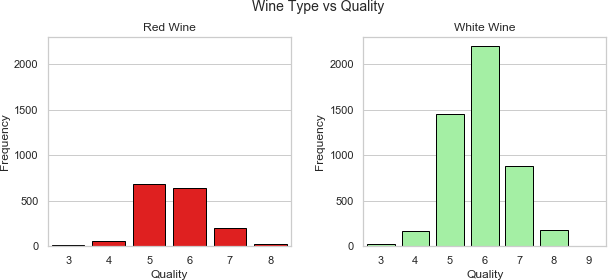 Wine Type vs Quality
Red Wine
White Wine
Frequency
2000
1500
1000
500
0
3 4 5 6 7 8
Quality
Frequency
2000
1500
1000
500
0
3 4 5 6 7 8 9
Quality